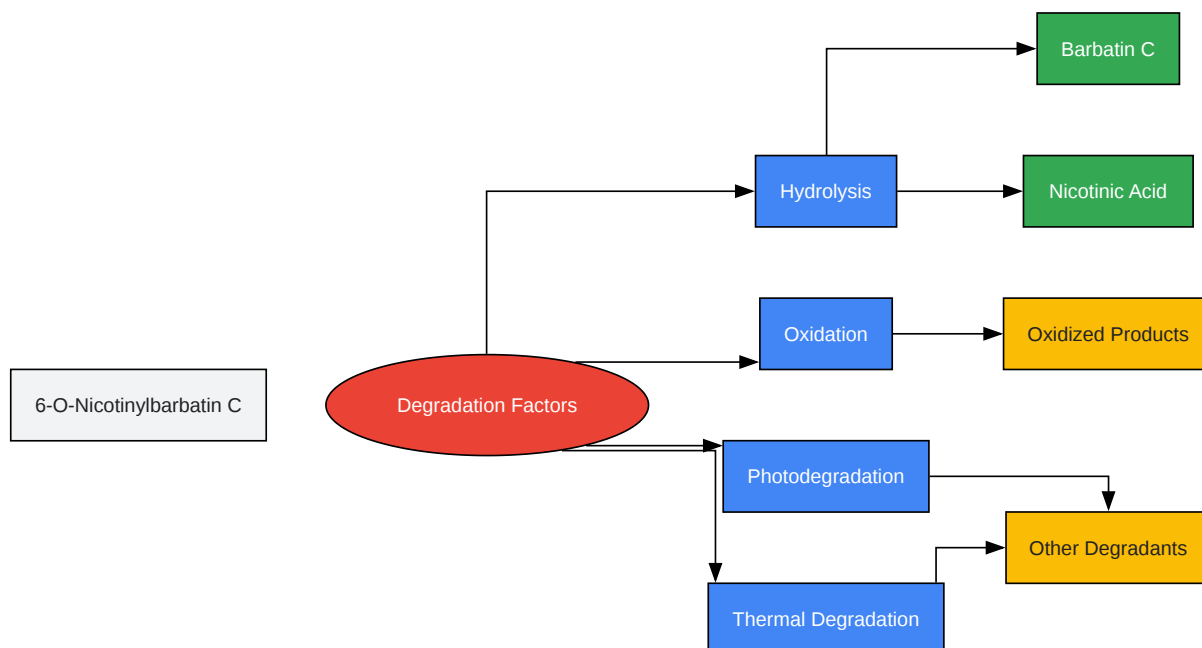 Barbatin C
Hydrolysis
Nicotinic Acid
Oxidation
Oxidized Products
6-O-Nicotinylbarbatin C
Degradation Factors
Photodegradation
Other Degradants
Thermal Degradation